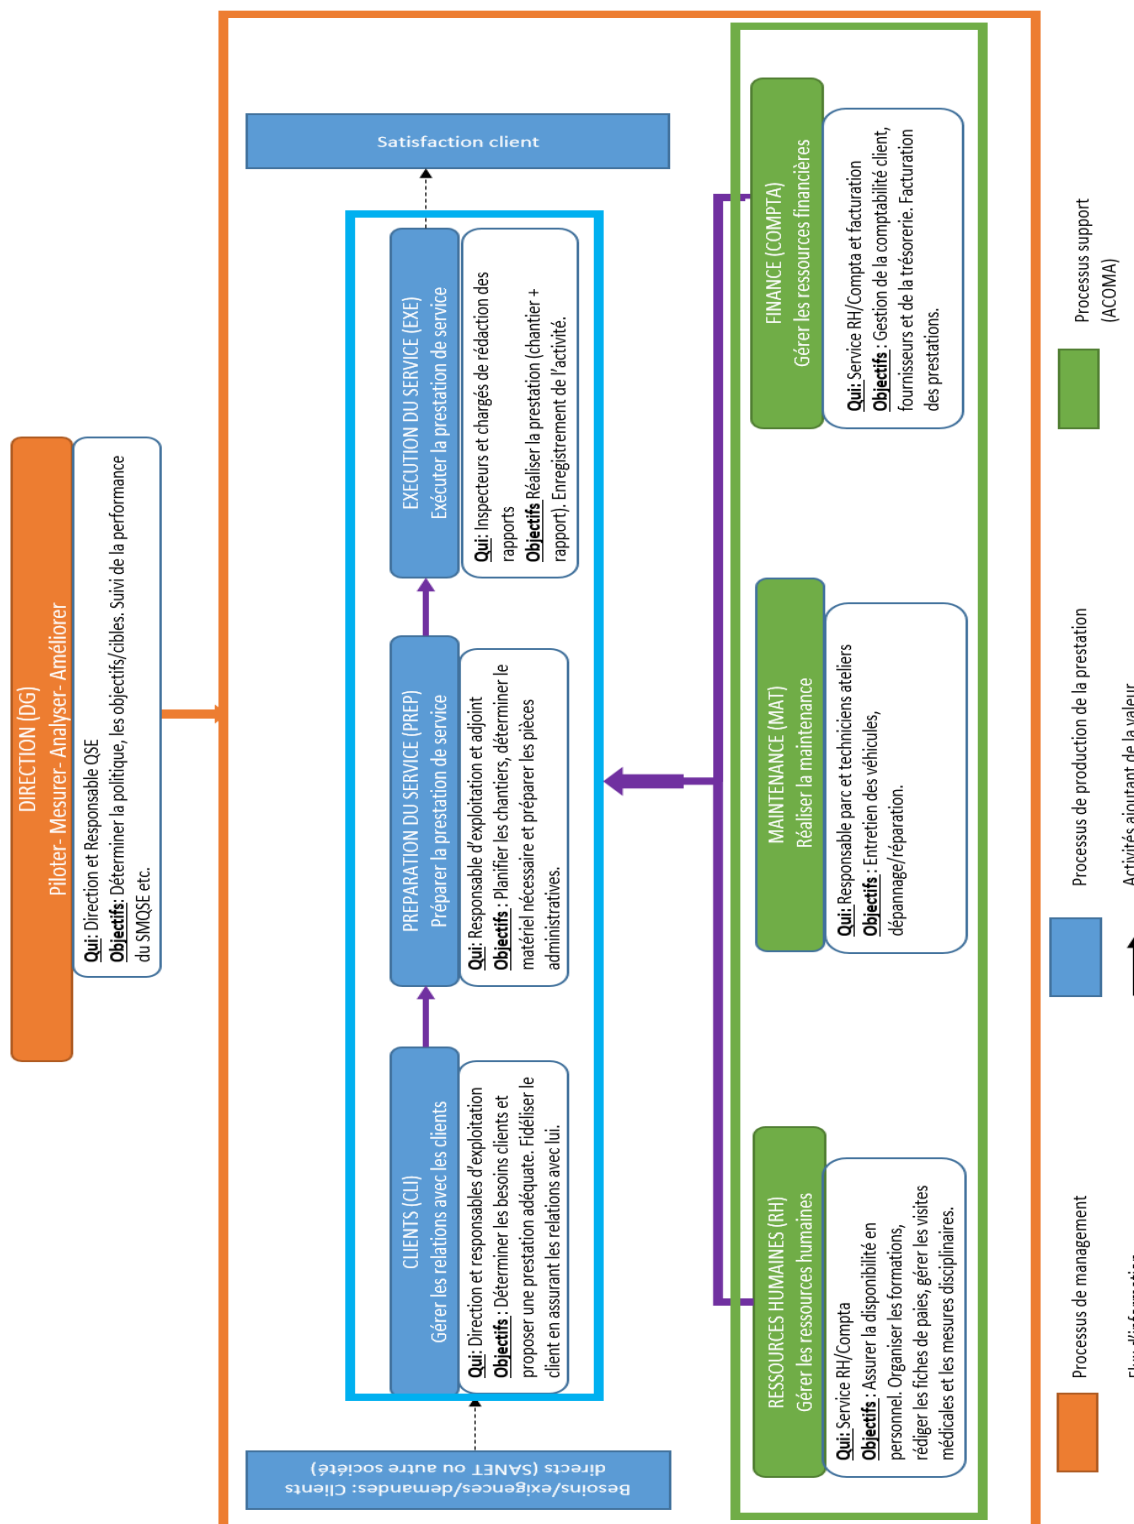 DIRECTION (DG)
Piloter- Mesurer- Analyser- Améliorer
Qui: Direction et Responsable QSE
Objectifs: Déterminer la politique, les objectifs/cibles. Suivi de la performance
du SMQSE etc.
Besoins/exigences/demandes: Clients
directs (SANET ou autre société)
CLIENTS (CLI)
Gérer les relations avec les clients
Qui: Direction et responsables d'exploitation
Objectifs : Déterminer les besoins clients et
proposer une prestation adéquate. Fidéliser le
client en assurant les relations avec lui.
PREPARATION DU SERVICE (PREP)
Préparer la prestation de service
Qui: Responsable d'exploitation et adjoint
Objectifs : Planifier les chantiers, déterminer le
matériel nécessaire et préparer les pièces
administratives.
EXECUTION DU SERVICE (EXE)
Exécuter la prestation de service
Qui: Inspecteurs et chargés de rédaction des
rapports
Objectifs Réaliser la prestation (chantier +
rapport). Enregistrement de l'activité.
Satisfaction client
RESSOURCES HUMAINES (RH)
Gérer les ressources humaines
Qui: Service RH/Compta
Objectifs : Assurer la disponibilité en
personnel. Organiser les formations,
rédiger les fiches de paies, gérer les visites
médicales et les mesures disciplinaires.
MAINTENANCE (MAT)
Réaliser la maintenance
Qui: Responsable parc et techniciens ateliers
Objectifs : Entretien des véhicules,
dépannage/réparation.
FINANCE (COMPTA)
Gérer les ressources financières
Qui: Service RH/Compta et facturation
Objectifs : Gestion de la comptabilité client,
fournisseurs et de la trésorerie. Facturation
des prestations.
Processus de management
Processus de production de la prestation
Processus support
(ACOMA)
Activités ajoutant de la valeur